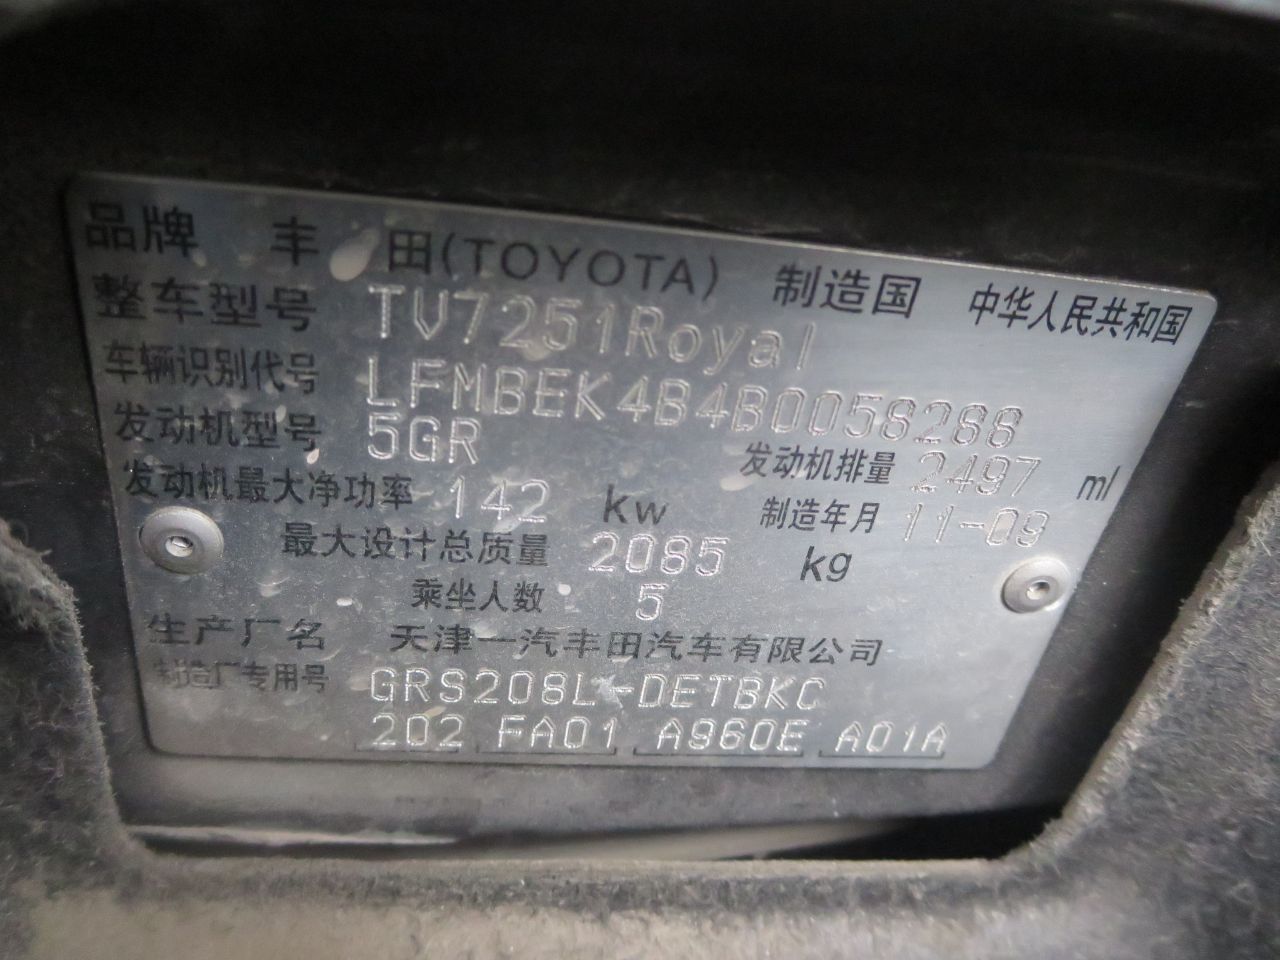 品牌 丰 田(TOYOTA) 制造国 中华人民共和国
整车型号 TV7251Royal
车辆识别代号 LFMBEK4B4B0058288
发动机型号 5GR 发动机排量 2497 ml
发动机最大净功率 142 kw 制造年月 11-09
最大设计总质量 2085 kg
乘坐人数 5
生产厂名 天津一汽丰田汽车有限公司
制造厂专用号 GRS208L-DETBKC
202 FA01 A960E A01A